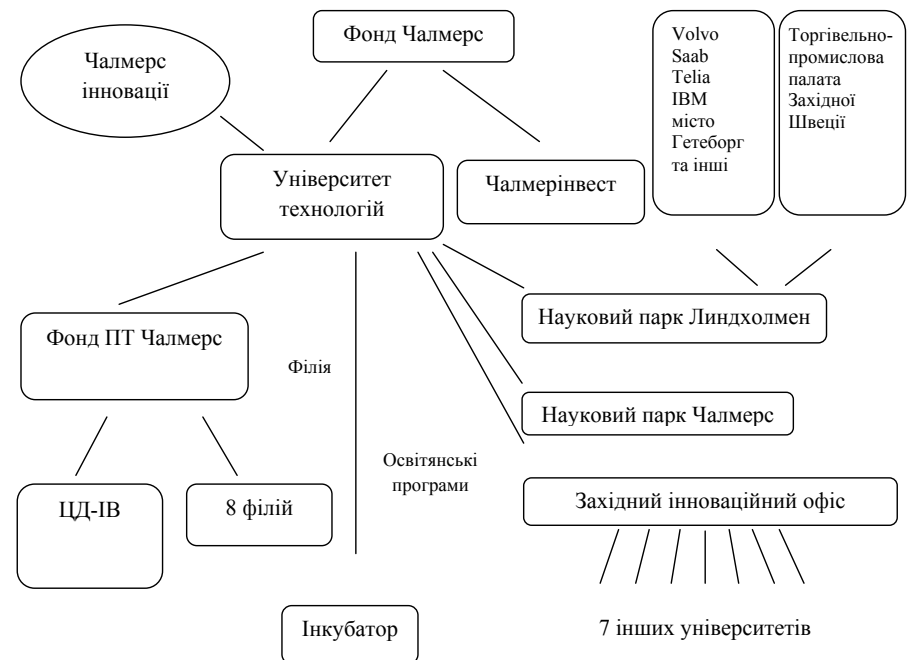 Чалмерс
інновації
Фонд Чалмерс
Volvo
Saab
Telia
IBM
місто
Гетеборг
та інші
Торгівельно-
промислова
палата
Західної
Швеції
Університет
технологій
Чалмерінвест
Фонд ПТ Чалмерс
Філія
Науковий парк Линдхолмен
Науковий парк Чалмерс
Освітянські
програми
ЦД-ІВ
8 філій
Західний інноваційний офіс
Інкубатор
7 інших університетів